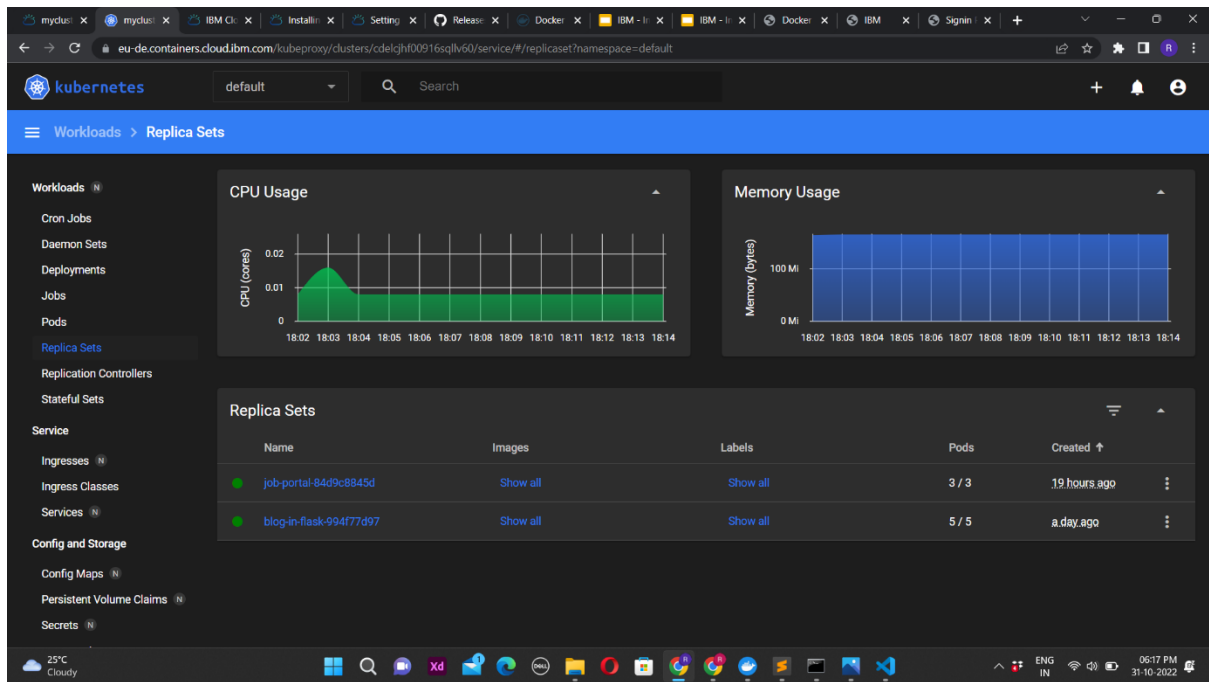 myclust
myclust
IBM Clo
Installin
Setting
Release
Docker
IBM - In
IBM - In
Docker
IBM
Signin
eu-de.containers.cloud.ibm.com/kubeproxy/clusters/cdelcjhf00916sqllv60/service/#/replicaset?namespace=default
R
kubernetes
default
Search
Workloads > Replica Sets
Workloads N
Cron Jobs
Daemon Sets
Deployments
Jobs
Pods
Replica Sets
Replication Controllers
Stateful Sets
Service
Ingresses N
Ingress Classes
Services N
Config and Storage
Config Maps N
Persistent Volume Claims N
Secrets N
CPU Usage
CPU (cores)
0.02
0.01
0
18:02 18:03 18:04 18:05 18:06 18:07 18:08 18:09 18:10 18:11 18:12 18:13 18:14
Memory Usage
Memory (bytes)
100 Mi
0 Mi
18:02 18:03 18:04 18:05 18:06 18:07 18:08 18:09 18:10 18:11 18:12 18:13 18:14
Replica Sets
Name Images Labels Pods Created
job-portal-84d9c8845d Show all Show all 3 / 3 19 hours ago
blog-in-flask-994f77d97 Show all Show all 5 / 5 a day ago
25°C
Cloudy
Xd
1
DELL
R
R
ENG
IN
06:17 PM
31-10-2022